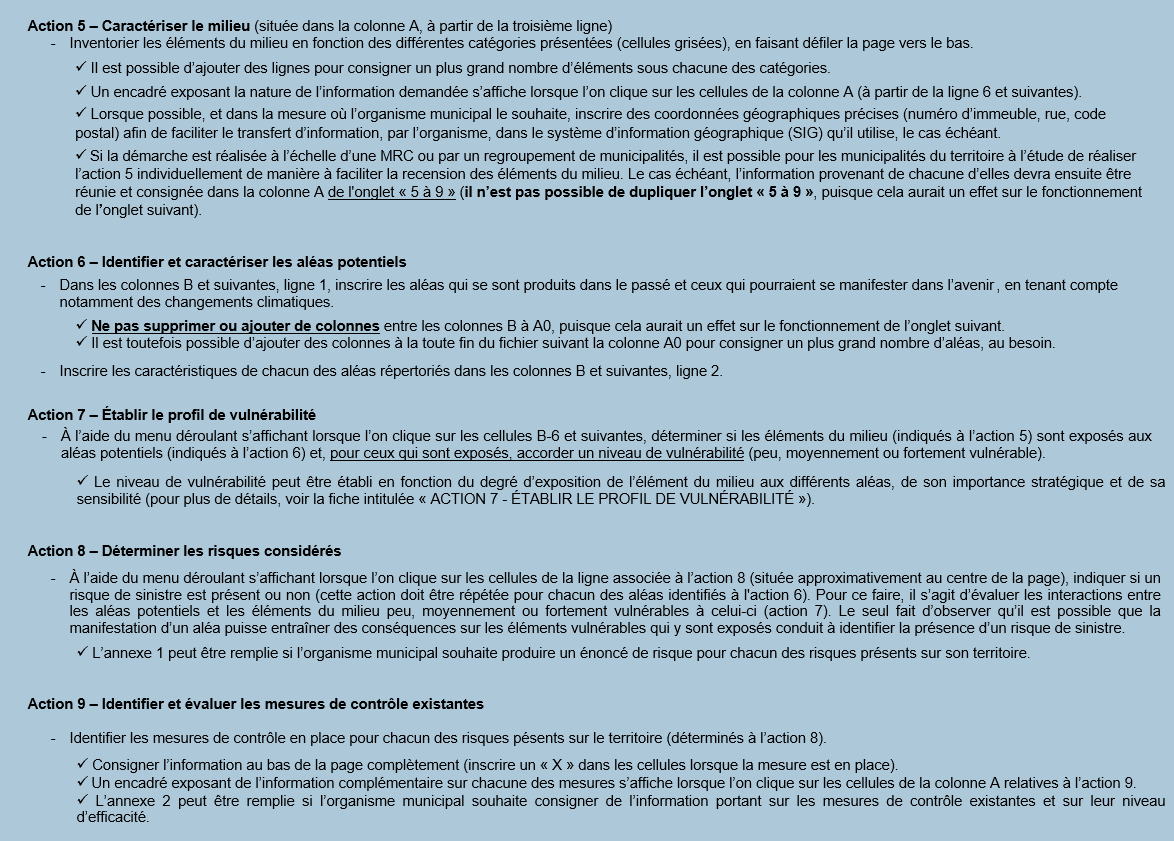 Action 5 – Caractériser le milieu (située dans la colonne A, à partir de la troisième ligne)
- Inventorier les éléments du milieu en fonction des différentes catégories présentées (cellules grisées), en faisant défiler la page vers le bas.
✓ Il est possible d'ajouter des lignes pour consigner un plus grand nombre d'éléments sous chacune des catégories.
✓ Un encadré exposant la nature de l'information demandée s'affiche lorsque l'on clique sur les cellules de la colonne A (à partir de la ligne 6 et suivantes).
✓ Lorsque possible, et dans la mesure où l'organisme municipal le souhaite, inscrire des coordonnées géographiques précises (numéro d'immeuble, rue, code
postal) afin de faciliter le transfert d'information, par l'organisme, dans le système d'information géographique (SIG) qu'il utilise, le cas échéant.
✓ Si la démarche est réalisée à l'échelle d'une MRC ou par un regroupement de municipalités, il est possible pour les municipalités du territoire à l'étude de réaliser
l'action 5 individuellement de manière à faciliter la recension des éléments du milieu. Le cas échéant, l'information provenant de chacune d'elles devra ensuite être
réunie et consignée dans la colonne A de l'onglet « 5 à 9 » (il n'est pas possible de dupliquer l'onglet « 5 à 9 », puisque cela aurait un effet sur le fonctionnement
de l'onglet suivant).
Action 6 – Identifier et caractériser les aléas potentiels
- Dans les colonnes B et suivantes, ligne 1, inscrire les aléas qui se sont produits dans le passé et ceux qui pourraient se manifester dans l'avenir, en tenant compte
notamment des changements climatiques.
✓ Ne pas supprimer ou ajouter de colonnes entre les colonnes B à A0, puisque cela aurait un effet sur le fonctionnement de l'onglet suivant.
✓ Il est toutefois possible d'ajouter des colonnes à la toute fin du fichier suivant la colonne A0 pour consigner un plus grand nombre d'aléas, au besoin.
- Inscrire les caractéristiques de chacun des aléas répertoriés dans les colonnes B et suivantes, ligne 2.
Action 7 – Établir le profil de vulnérabilité
- À l'aide du menu déroulant s'affichant lorsque l'on clique sur les cellules B-6 et suivantes, déterminer si les éléments du milieu (indiqués à l'action 5) sont exposés aux
aléas potentiels (indiqués à l'action 6) et, pour ceux qui sont exposés, accorder un niveau de vulnérabilité (peu, moyennement ou fortement vulnérable).
✓ Le niveau de vulnérabilité peut être établi en fonction du degré d'exposition de l'élément du milieu aux différents aléas, de son importance stratégique et de sa
sensibilité (pour plus de détails, voir la fiche intitulée « ACTION 7 - ÉTABLIR LE PROFIL DE VULNÉRABILITÉ »).
Action 8 – Déterminer les risques considérés
- À l'aide du menu déroulant s'affichant lorsque l'on clique sur les cellules de la ligne associée à l'action 8 (située approximativement au centre de la page), indiquer si un
risque de sinistre est présent ou non (cette action doit être répétée pour chacun des aléas identifiés à l'action 6). Pour ce faire, il s'agit d'évaluer les interactions entre
les aléas potentiels et les éléments du milieu peu, moyennement ou fortement vulnérables à celui-ci (action 7). Le seul fait d'observer qu'il est possible que la
manifestation d'un aléa puisse entraîner des conséquences sur les éléments vulnérables qui y sont exposés conduit à identifier la présence d'un risque de sinistre.
✓ L'annexe 1 peut être remplie si l'organisme municipal souhaite produire un énoncé de risque pour chacun des risques présents sur son territoire.
Action 9 – Identifier et évaluer les mesures de contrôle existantes
- Identifier les mesures de contrôle en place pour chacun des risques pésents sur le territoire (déterminés à l'action 8).
✓ Consigner l'information au bas de la page complètement (inscrire un « X » dans les cellules lorsque la mesure est en place).
✓ Un encadré exposant de l'information complémentaire sur chacune des mesures s'affiche lorsque l'on clique sur les cellules de la colonne A relatives à l'action 9.
✓ L'annexe 2 peut être remplie si l'organisme municipal souhaite consigner de l'information portant sur les mesures de contrôle existantes et sur leur niveau
d'efficacité.